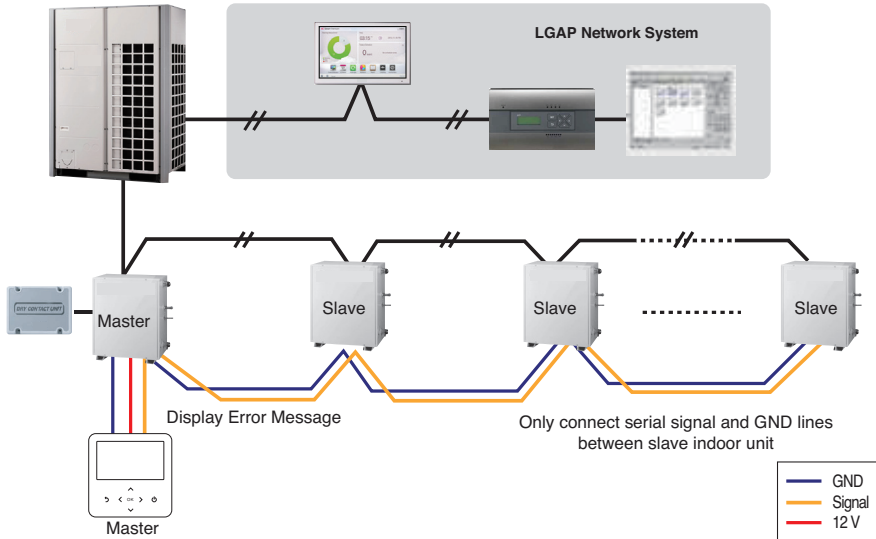 LGAP Network System
DRY CONTACT UNIT
Master
Slave
Slave
Slave
Display Error Message
Only connect serial signal and GND lines
between slave indoor unit
OK
Master
GND
Signal
12 V